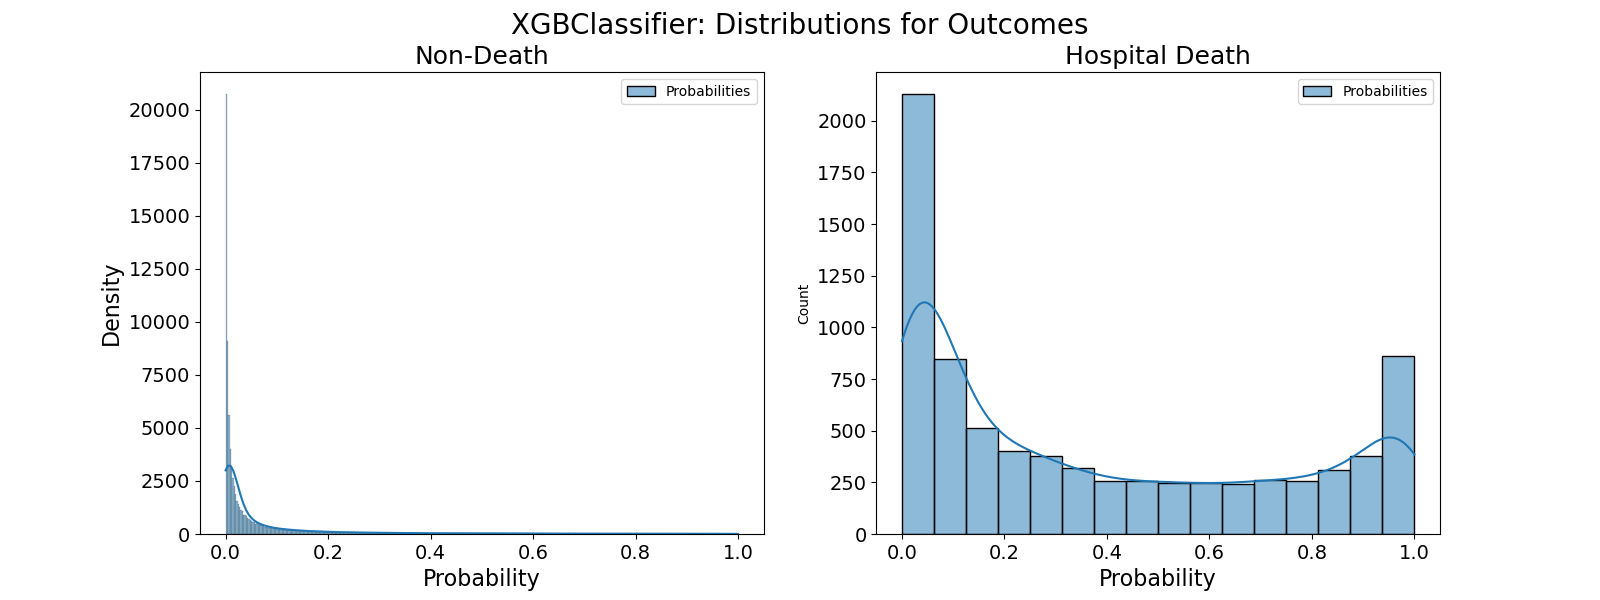 XGBClassifier: Distributions for Outcomes
Non-Death
Probabilities
20000
17500
15000
12500
10000
7500
5000
2500
0
Density
0.0 0.2 0.4 0.6 0.8 1.0
Probability
Hospital Death
Probabilities
2000
1750
1500
1250
1000
750
500
250
0
Count
0.0 0.2 0.4 0.6 0.8 1.0
Probability